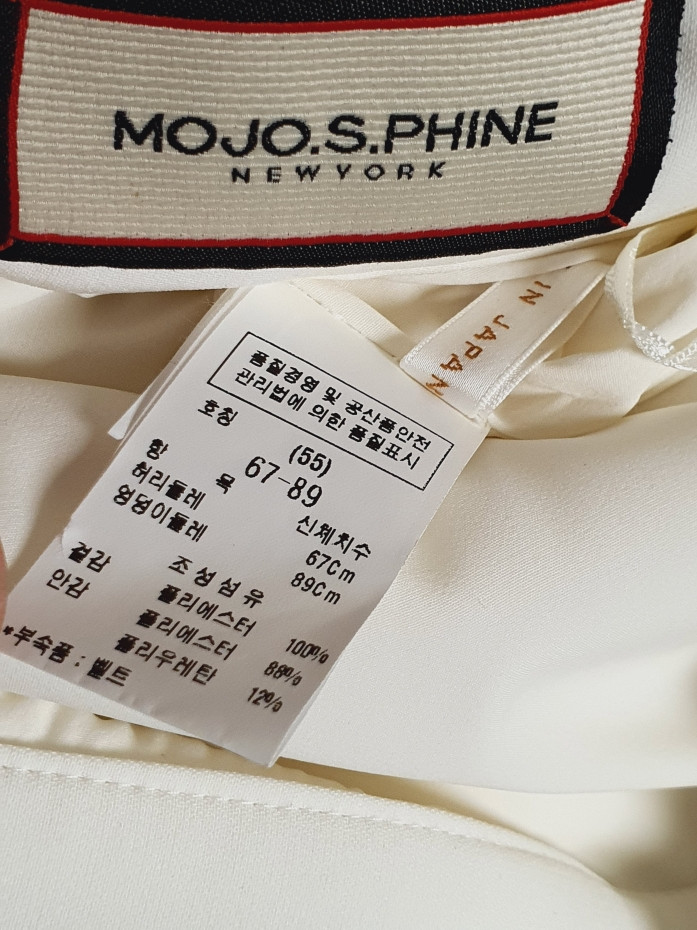 MOJO.S.PHINE
NEWYORK
IN JAPAN
품질경영 및 공산품안전
관리법에 의한 품질표시
호칭
(55)
67-89
항 목 신체치수
허리둘레 67Cm
엉덩이둘레 89Cm
조성섬유
겉감 폴리에스터 100%
안감 폴리에스터 88%
폴리우레탄 12%
*부속품 : 벨트